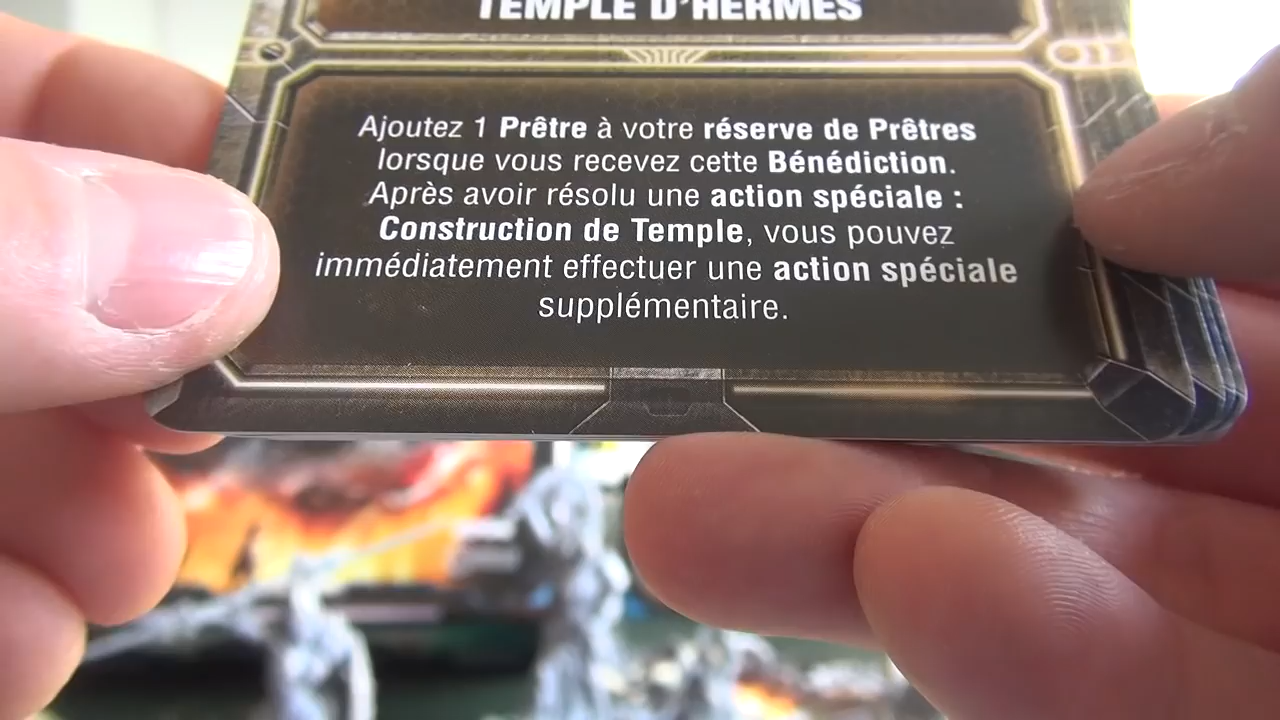 TEMPLE D'HERMÈS
Ajoutez 1 Prêtre à votre réserve de Prêtres
lorsque vous recevez cette Bénédiction.
Après avoir résolu une action spéciale :
Construction de Temple, vous pouvez
immédiatement effectuer une action spéciale
supplémentaire.